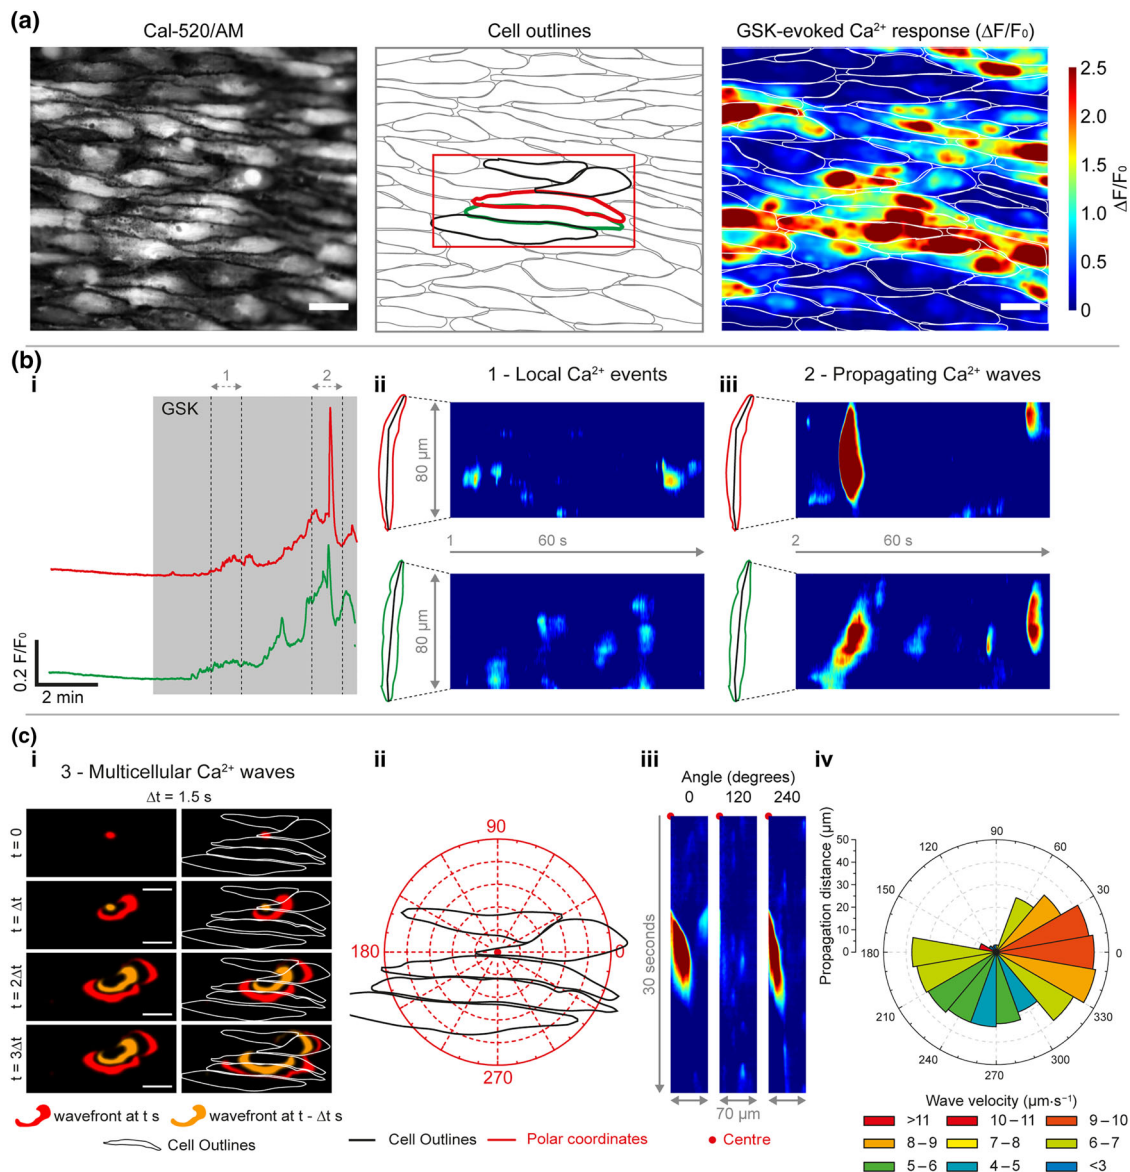 (a)
Cal-520/AM
Cell outlines
GSK-evoked Ca²⁺ response (ΔF/F₀)
2.5
2.0
1.5
1.0
0.5
0
ΔF/F₀
(b)
i
1
2
GSK
0.2 F/F₀
2 min
ii
1 - Local Ca²⁺ events
80 µm
1
60 s
80 µm
iii
2 - Propagating Ca²⁺ waves
2
60 s
(c)
i
3 - Multicellular Ca²⁺ waves
Δt = 1.5 s
t = 0
t = Δt
t = 2Δt
t = 3Δt
wavefront at t s
wavefront at t - Δt s
Cell Outlines
ii
90
180
0
270
Cell Outlines
Polar coordinates
Centre
iii
Angle (degrees)
0
120
240
30 seconds
70 µm
iv
Propagation distance (µm)
50
40
30
20
10
0
90
60
30
0
330
300
270
240
210
180
150
120
Wave velocity (µm·s⁻¹)
>11
10 – 11
9 – 10
8 – 9
7 – 8
6 – 7
5 – 6
4 – 5
<3